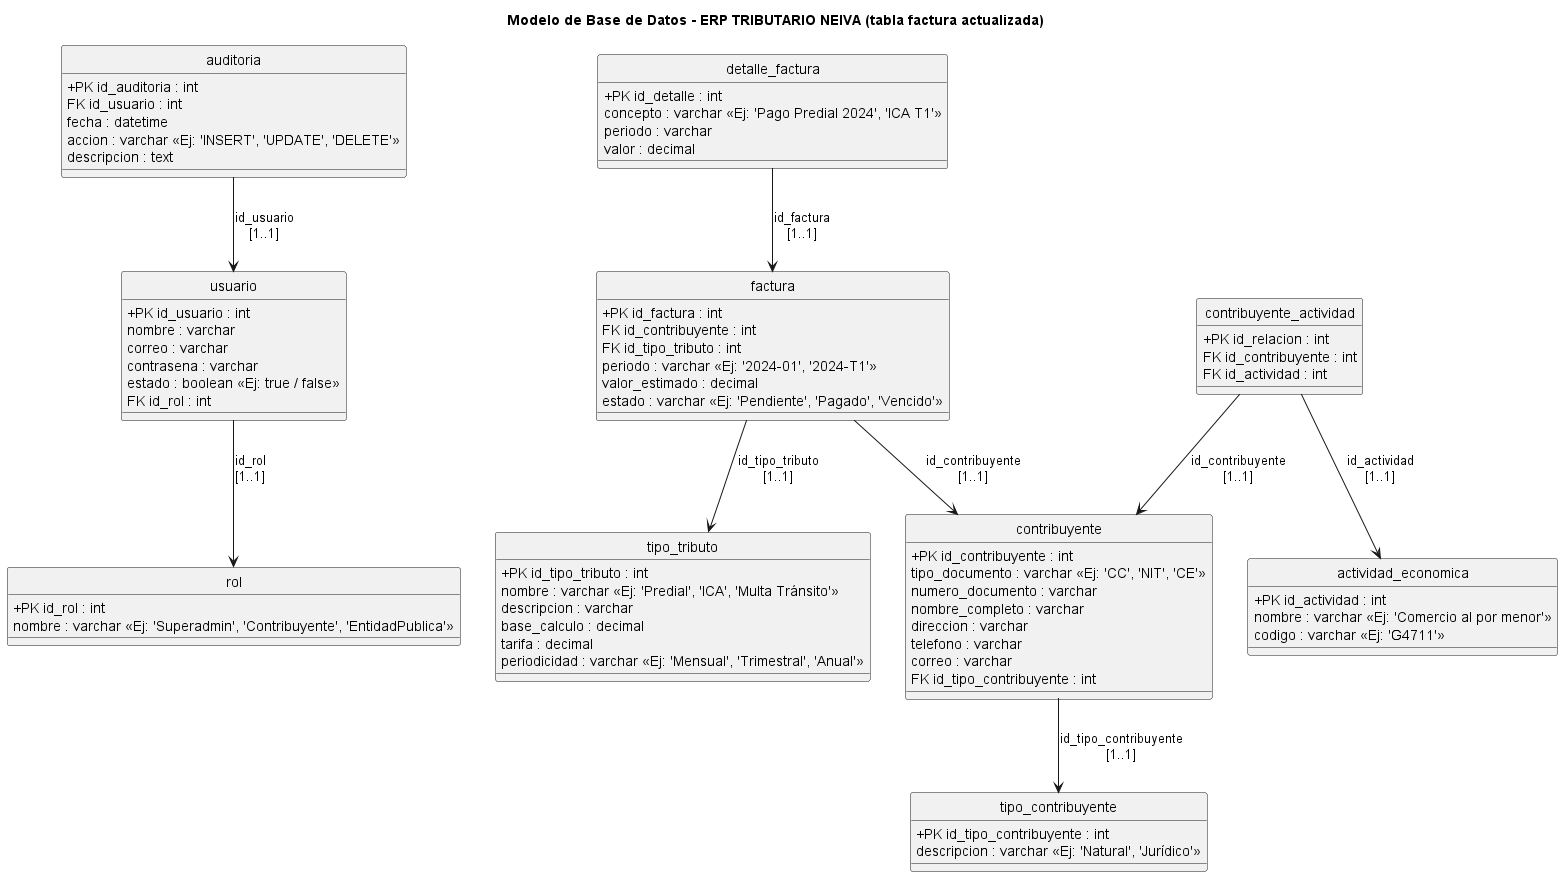 Modelo de Base de Datos - ERP TRIBUTARIO NEIVA (tabla factura actualizada)
auditoria
+PK id_auditoria : int
FK id_usuario : int
fecha : datetime
accion : varchar «Ej: 'INSERT', 'UPDATE', 'DELETE'»
descripcion : text
detalle_factura
+PK id_detalle : int
concepto : varchar «Ej: 'Pago Predial 2024', 'ICA T1'»
periodo : varchar
valor : decimal
id_usuario
[1..1]
id_factura
[1..1]
usuario
+PK id_usuario : int
nombre : varchar
correo : varchar
contrasena : varchar
estado : boolean «Ej: true / false»
FK id_rol : int
factura
+PK id_factura : int
FK id_contribuyente : int
FK id_tipo_tributo : int
periodo : varchar «Ej: '2024-01', '2024-T1'»
valor_estimado : decimal
estado : varchar «Ej: 'Pendiente', 'Pagado', 'Vencido'»
contribuyente_actividad
+PK id_relacion : int
FK id_contribuyente : int
FK id_actividad : int
id_rol
[1..1]
id_tipo_tributo
[1..1]
id_contribuyente
[1..1]
id_contribuyente
[1..1]
id_actividad
[1..1]
rol
+PK id_rol : int
nombre : varchar «Ej: 'Superadmin', 'Contribuyente', 'EntidadPublica'»
tipo_tributo
+PK id_tipo_tributo : int
nombre : varchar «Ej: 'Predial', 'ICA', 'Multa Tránsito'»
descripcion : varchar
base_calculo : decimal
tarifa : decimal
periodicidad : varchar «Ej: 'Mensual', 'Trimestral', 'Anual'»
contribuyente
+PK id_contribuyente : int
tipo_documento : varchar «Ej: 'CC', 'NIT', 'CE'»
numero_documento : varchar
nombre_completo : varchar
direccion : varchar
telefono : varchar
correo : varchar
FK id_tipo_contribuyente : int
actividad_economica
+PK id_actividad : int
nombre : varchar «Ej: 'Comercio al por menor'»
codigo : varchar «Ej: 'G4711'»
id_tipo_contribuyente
[1..1]
tipo_contribuyente
+PK id_tipo_contribuyente : int
descripcion : varchar «Ej: 'Natural', 'Jurídico'»